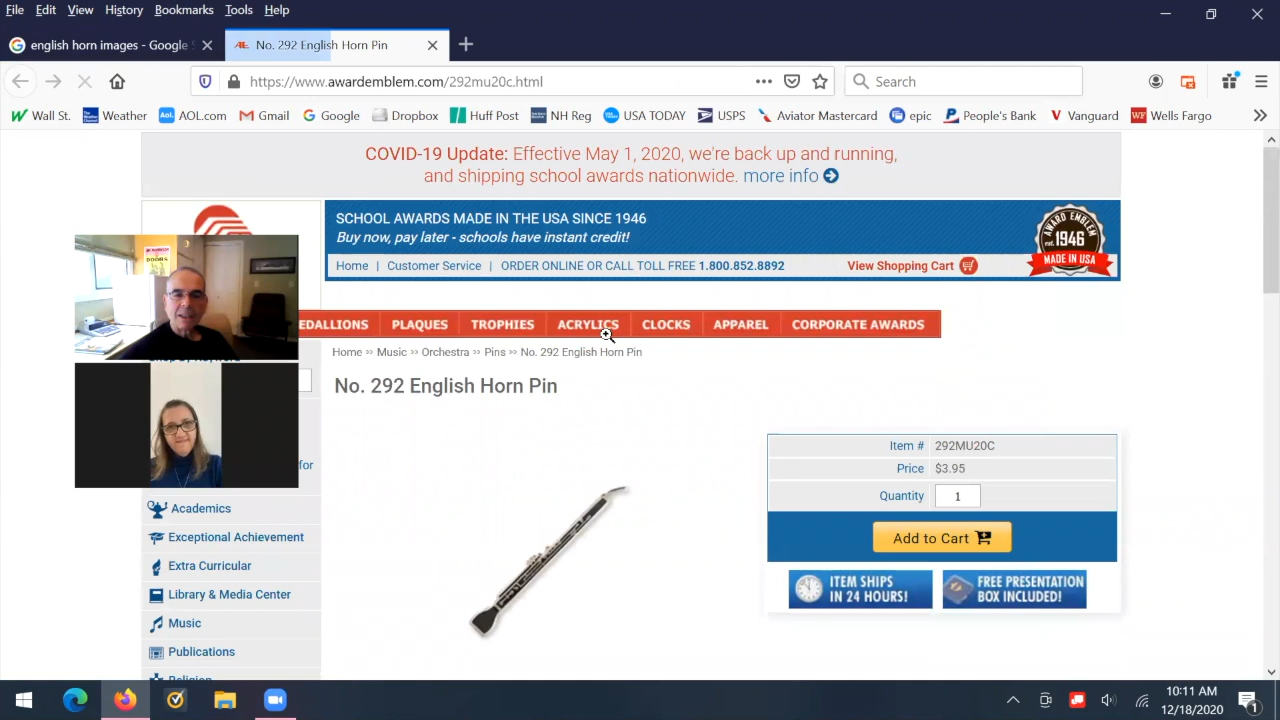 File Edit View History Bookmarks Tools Help
english horn images - Google
No. 292 English Horn Pin
https://www.awardemblem.com/292mu20c.html
Search
Wall St. Weather AOL.com Gmail Google Dropbox Huff Post NH Reg USA TODAY USPS Aviator Mastercard epic People's Bank Vanguard Wells Fargo
COVID-19 Update: Effective May 1, 2020, we're back up and running,
and shipping school awards nationwide. more info
SCHOOL AWARDS MADE IN THE USA SINCE 1946
Buy now, pay later - schools have instant credit!
Home | Customer Service | ORDER ONLINE OR CALL TOLL FREE 1.800.852.8892 View Shopping Cart
AWARD EMBLEM
est. 1946
MADE IN USA
DOORS
EDALLIONS PLAQUES TROPHIES ACRYLICS CLOCKS APPAREL CORPORATE AWARDS
Home » Music » Orchestra » Pins » No. 292 English Horn Pin
No. 292 English Horn Pin
for
Academics
Exceptional Achievement
Extra Curricular
Library & Media Center
Music
Publications
Religion
Item # 292MU20C
Price $3.95
Quantity 1
Add to Cart
ITEM SHIPS
IN 24 HOURS!
FREE PRESENTATION
BOX INCLUDED!
10:11 AM
12/18/2020
1